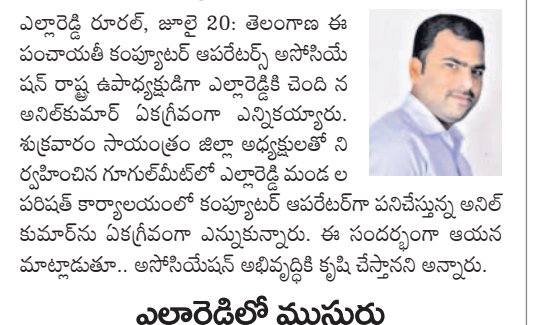 ఎల్లారెడ్డి రూరల్, జూలై 20: తెలంగాణ ఈ
పంచాయతీ కంప్యూటర్ ఆపరేటర్స్ అసోసియే
షన్ రాష్ట్ర ఉపాధ్యక్షుడిగా ఎల్లారెడ్డికి చెంది న
అనిల్‌కుమార్ ఏకగ్రీవంగా ఎన్నికయ్యారు.
శుక్రవారం సాయంత్రం జిల్లా అధ్యక్షులతో ని
ర్వహించిన గూగుల్‌మీట్‌లో ఎల్లారెడ్డి మండ ల
పరిషత్ కార్యాలయంలో కంప్యూటర్ ఆపరేటర్‌గా పనిచేస్తున్న అనిల్
కుమార్‌ను ఏకగ్రీవంగా ఎన్నుకున్నారు. ఈ సందర్భంగా ఆయన
మాట్లాడుతూ.. అసోసియేషన్ అభివృద్ధికి కృషి చేస్తానని అన్నారు.
ఎల్లారెడ్డిలో ముసురు